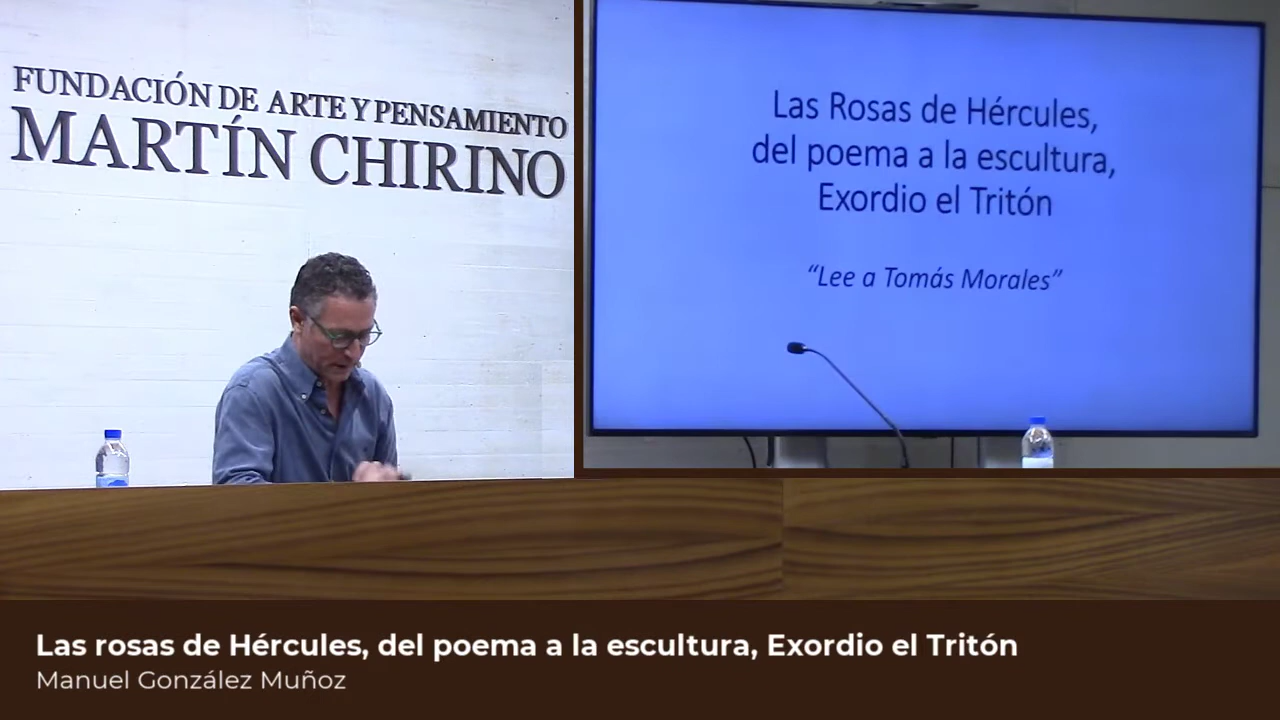 FUNDACIÓN DE ARTE Y PENSAMIENTO
MARTÍN CHIRINO
Las Rosas de Hércules,
del poema a la escultura,
Exordio el Tritón
“Lee a Tomás Morales”
Las rosas de Hércules, del poema a la escultura, Exordio el Tritón
Manuel González Muñoz